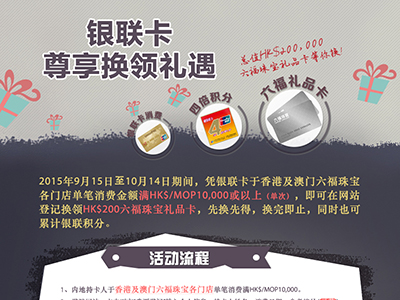 银联卡
尊享换领礼遇
总值HK$200,000
六福珠宝礼品卡等你换!
四倍积分
六福礼品卡
2015年9月15日至10月14日期间，凭银联卡于香港及澳门六福珠宝
各门店单笔消费金额满HK$/MOP10,000或以上（单次），即可在网站
登记换领HK$200六福珠宝礼品卡，先换先得，换完即止，同时也可
累计银联积分。
活动流程
1、内地持卡人于香港及澳门六福珠宝各门店单笔消费满HK$/MOP10,000。